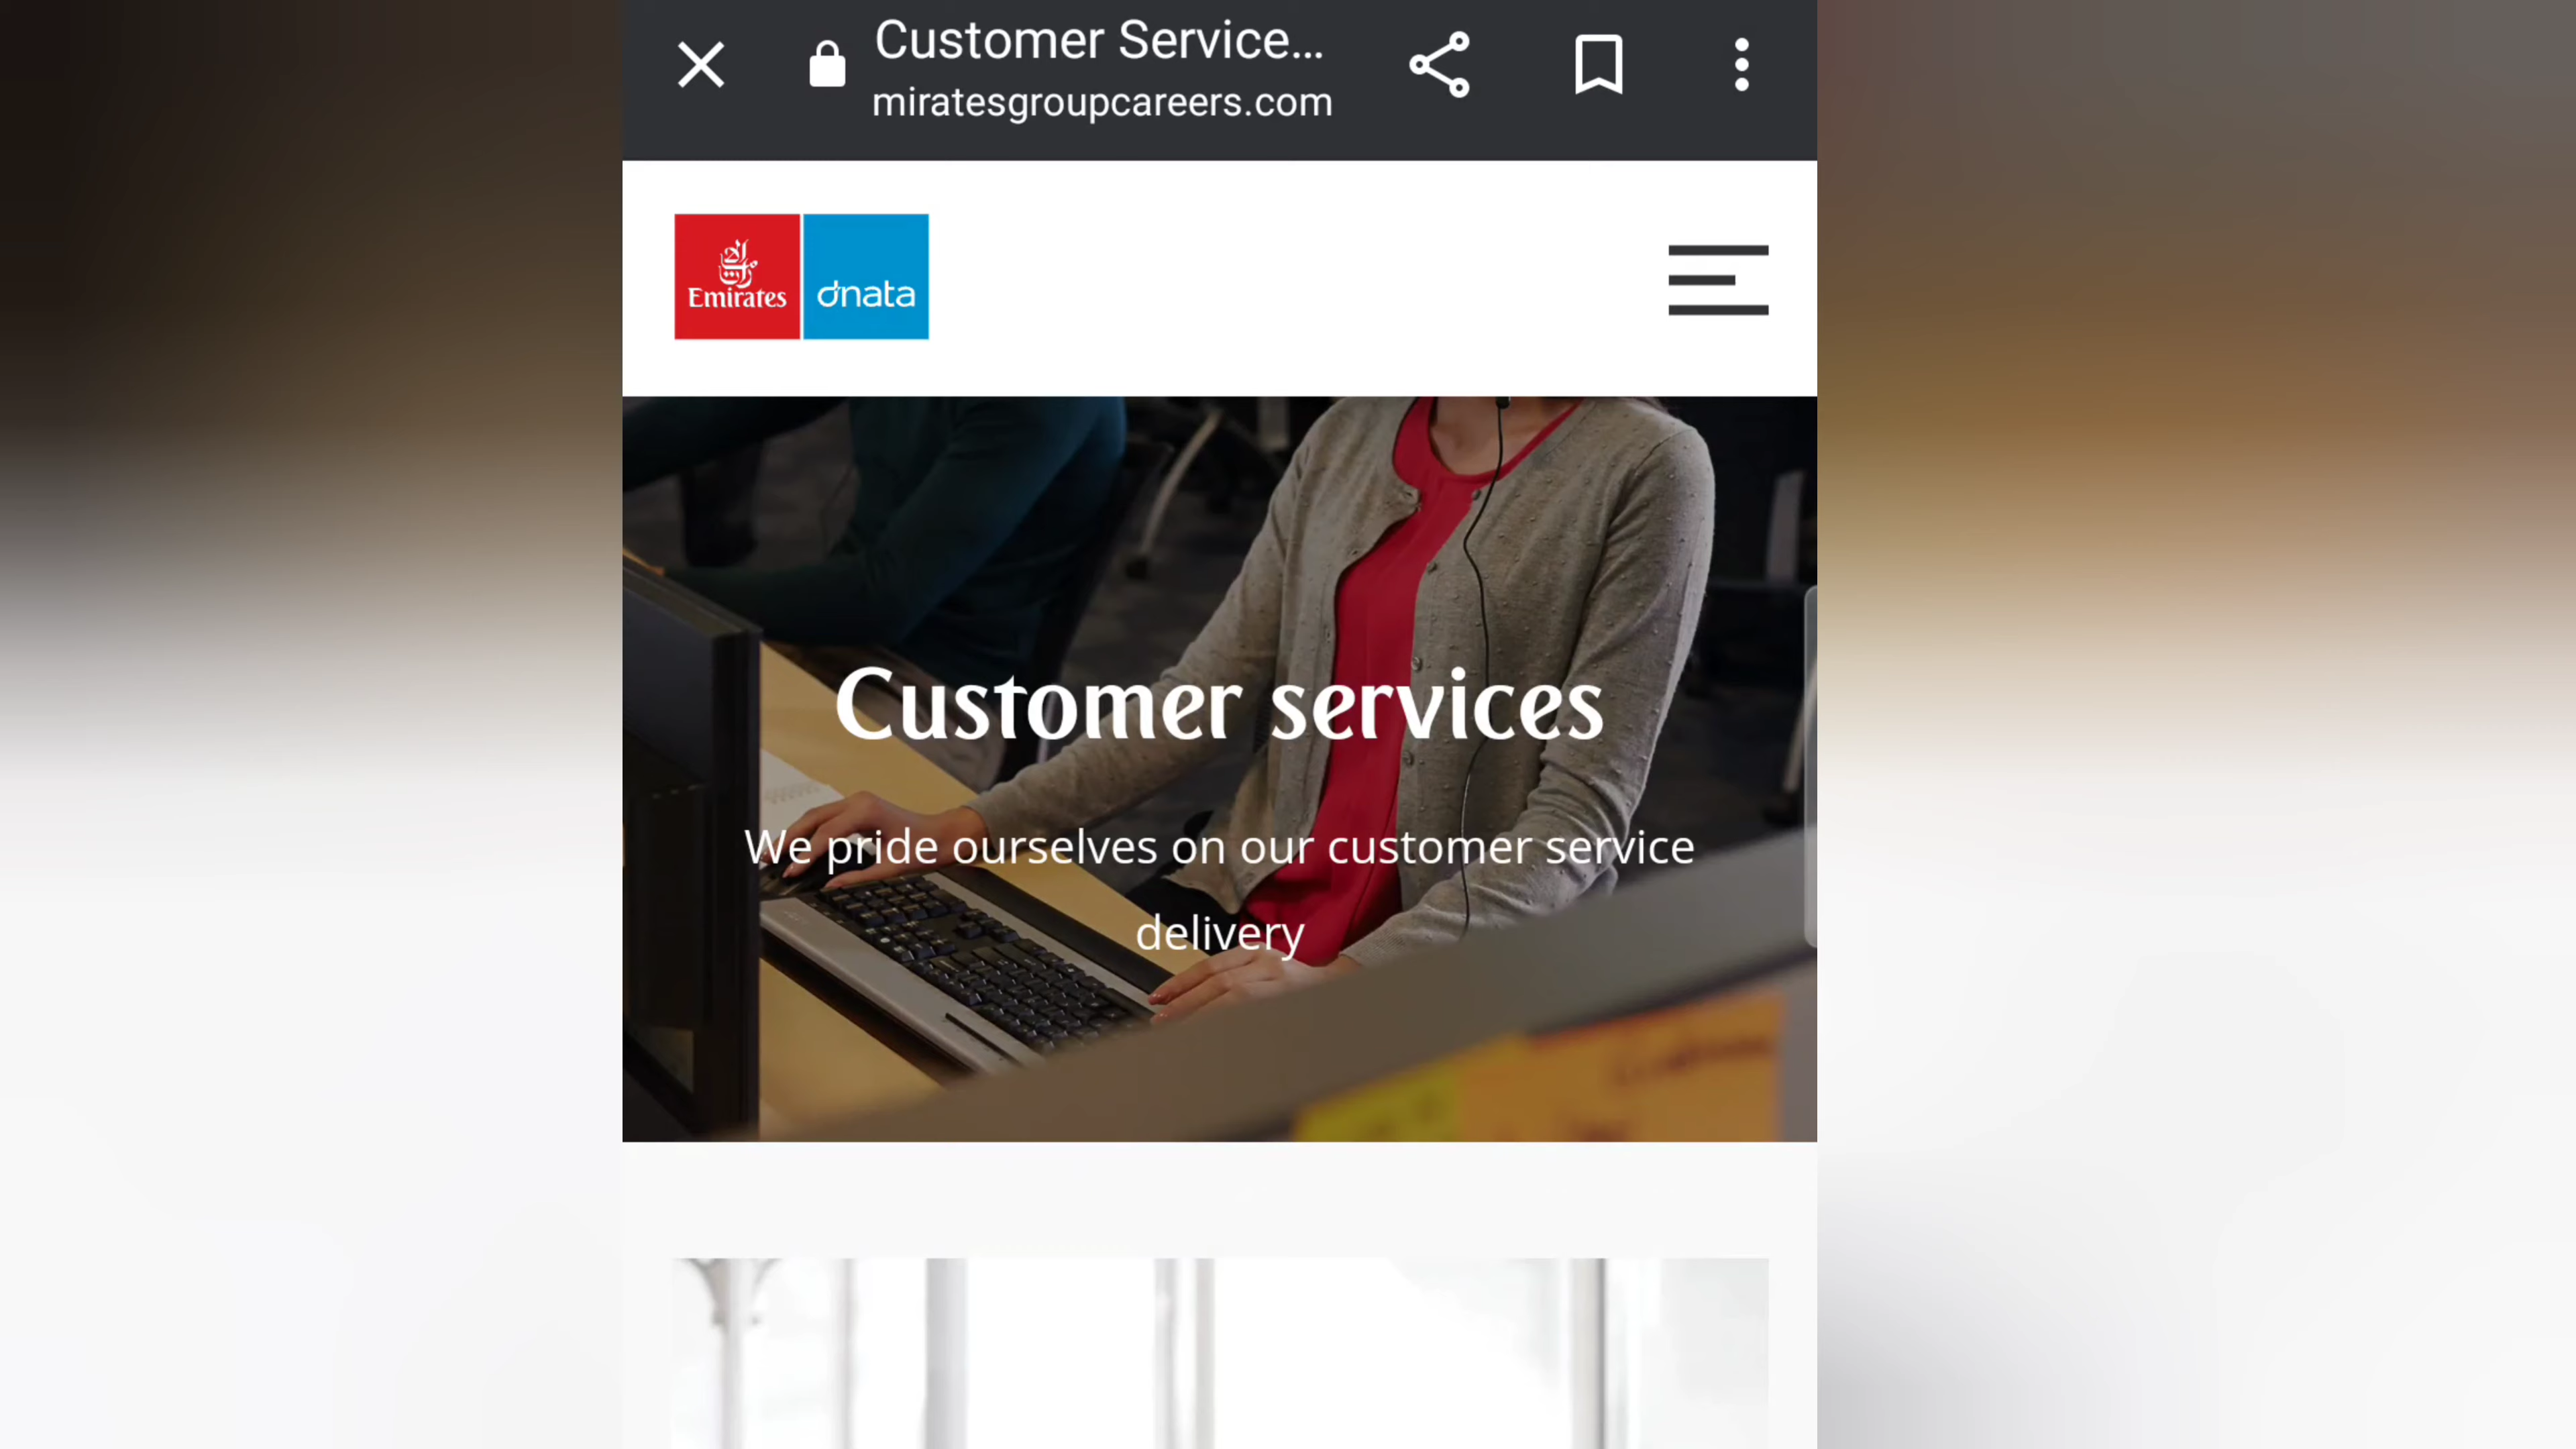 Customer Service...
miratesgroupcareers.com
Emirates
dnata
Customer services
We pride ourselves on our customer service
delivery